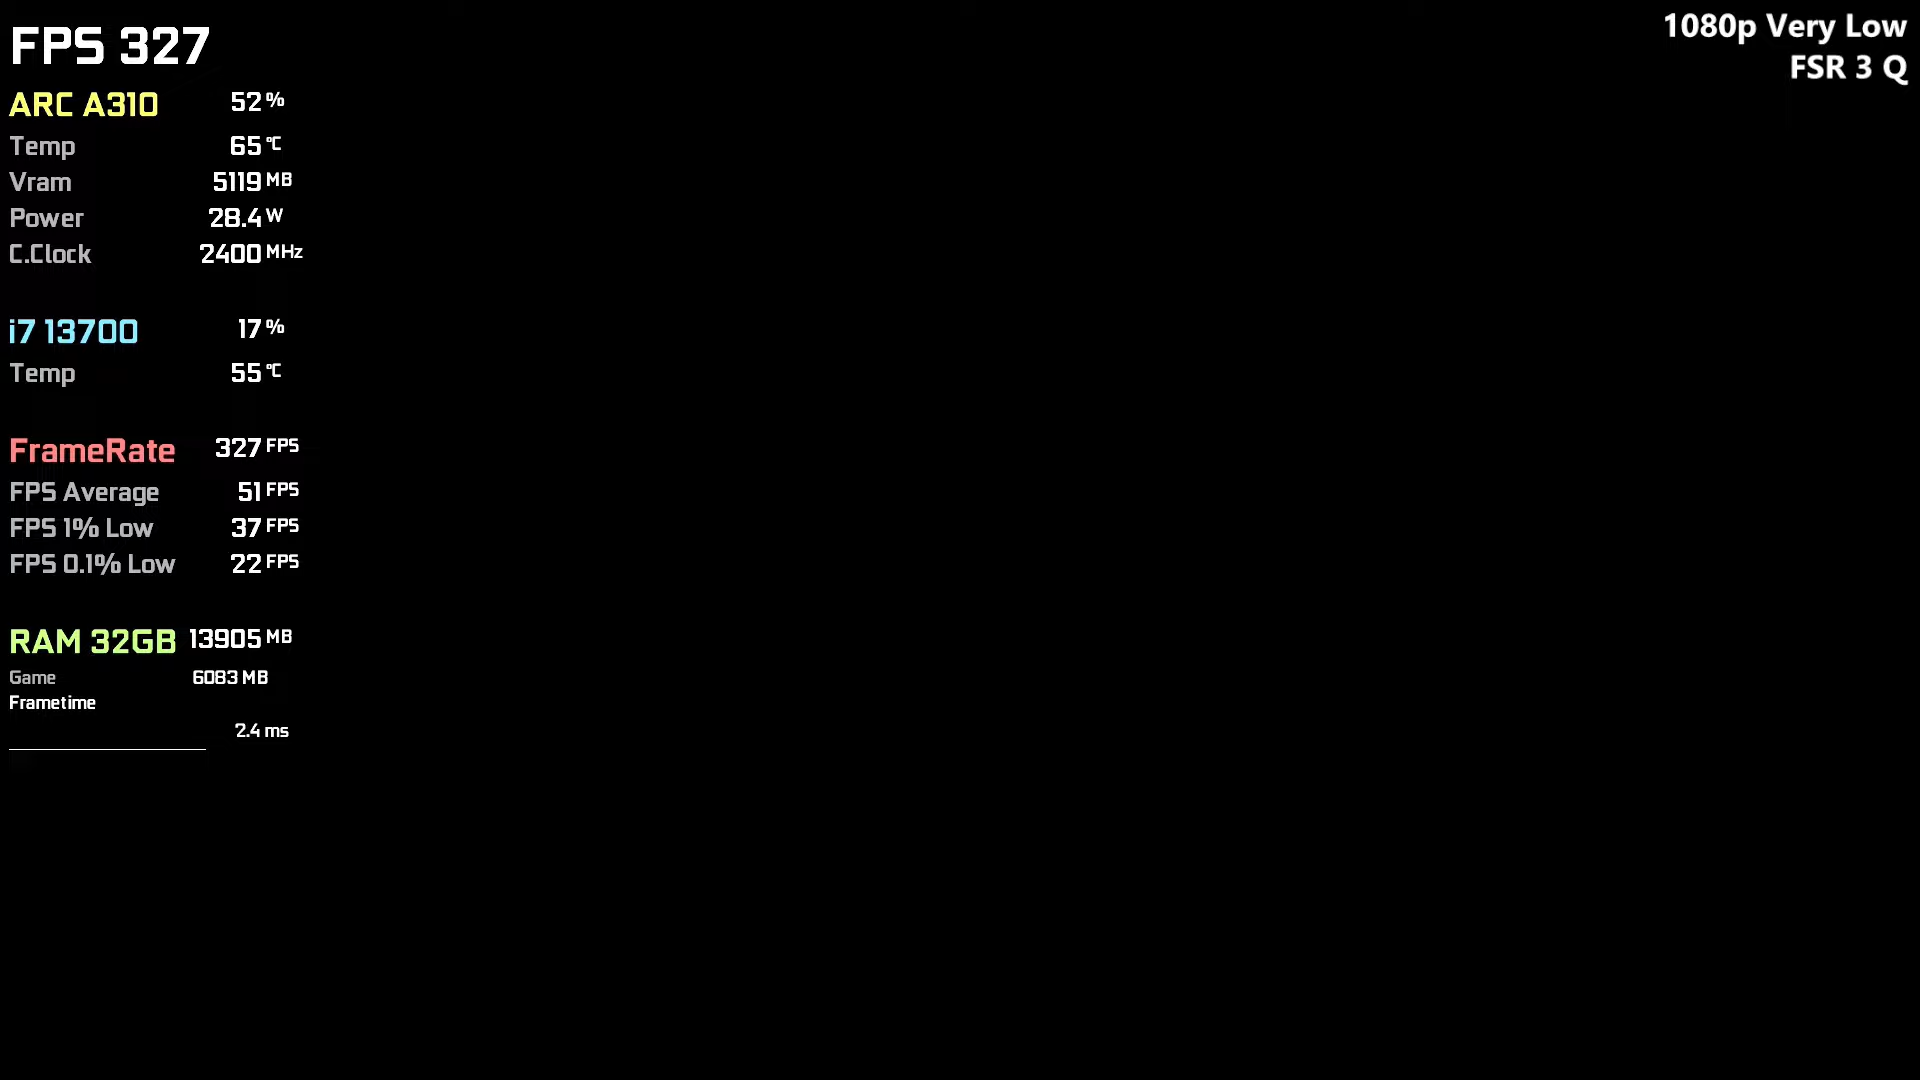 FPS 327
1080p Very Low
FSR 3 Q
ARC A310 52 %
Temp 65 °C
Vram 5119 MB
Power 28.4 W
C.Clock 2400 MHz
i7 13700 17 %
Temp 55 °C
FrameRate 327 FPS
FPS Average 51 FPS
FPS 1% Low 37 FPS
FPS 0.1% Low 22 FPS
RAM 32GB 13905 MB
Game 6083 MB
Frametime
2.4 ms